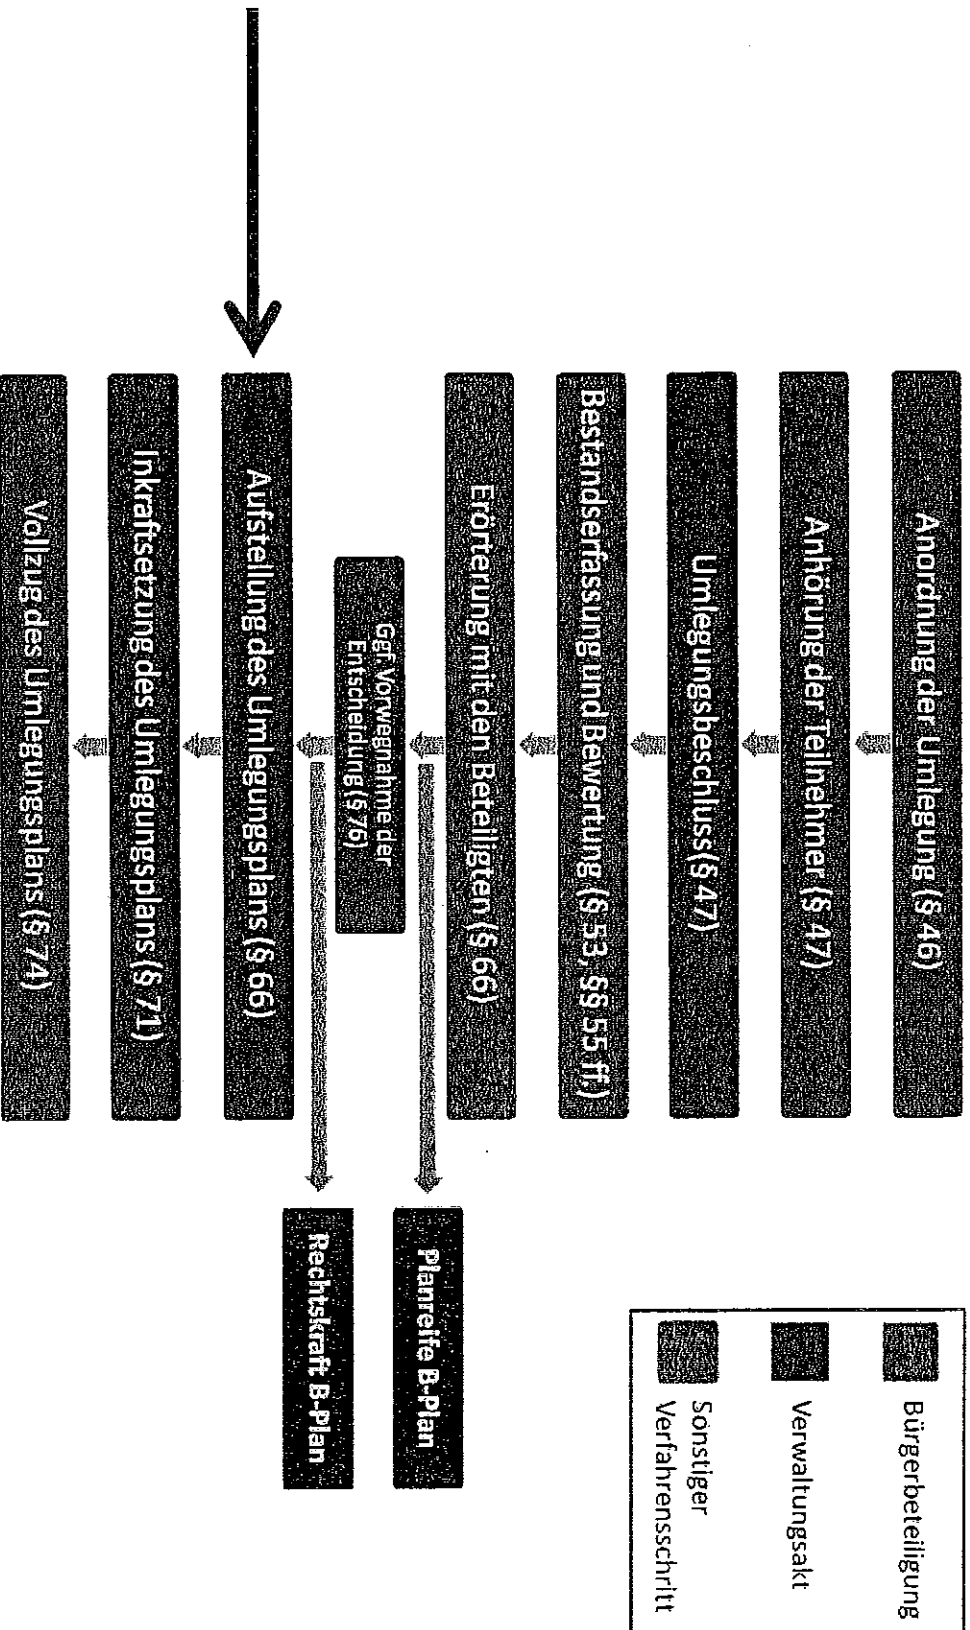 Anordnung der Umlegung (§ 46)
Anhörung der Teilnehmer (§ 47)
Umlegungsbeschluss (§ 47)
Bestandserfassung und Bewertung (§ 53, §§ 55 ff)
Erörterung mit den Beteiligten (§ 66)
Ggf. Vorwegnahme der
Entscheidung (§ 76)
Aufstellung des Umlegungsplans (§ 66)
Inkraftsetzung des Umlegungsplans (§ 71)
Vollzug des Umlegungsplans (§ 74)
Planreife B-Plan
Rechtskraft B-Plan
Bürgerbeteiligung
Verwaltungsakt
Sonstiger
Verfahrensschritt